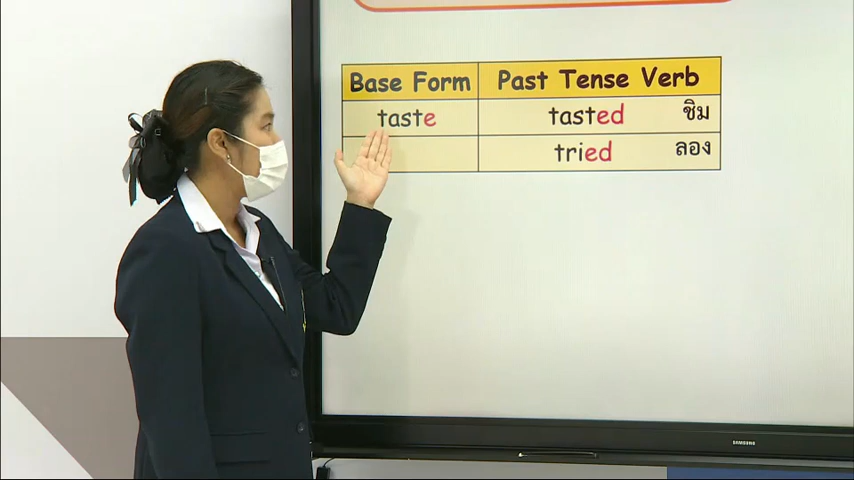 Base Form Past Tense Verb
taste tasted ชิม
tried ลอง
SAMSUNG